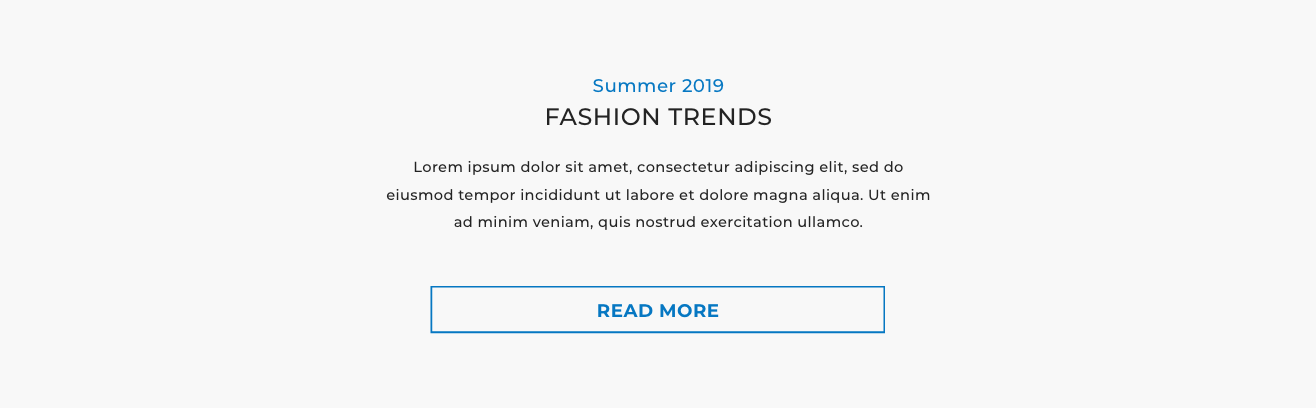 Summer 2019
FASHION TRENDS
Lorem ipsum dolor sit amet, consectetur adipiscing elit, sed do
eiusmod tempor incididunt ut labore et dolore magna aliqua. Ut enim
ad minim veniam, quis nostrud exercitation ullamco.
READ MORE